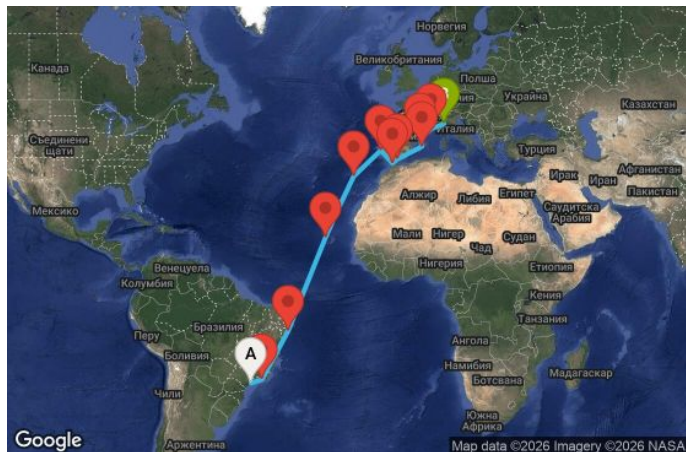 Норвегия
Канада
Великобритания
Полша
Украйна
Казахстан
Съединени
щати
Италия
Турция
Мексико
Алжир
Либия
Египет
Ирак
Иран
Афганистан
Пакистан
Саудитска
Арабия
Мали
Нигер
Чад
Судан
Венецуела
Колумбия
Нигерия
Етиопия
Кения
Перу
Бразилия
Танзания
A
Боливия
Ангола
Намибия
Ботсвана
Мадагаскар
Чили
Южна
Африка
Аржентина
Google
Map data ©2026 Imagery ©2026 NASA